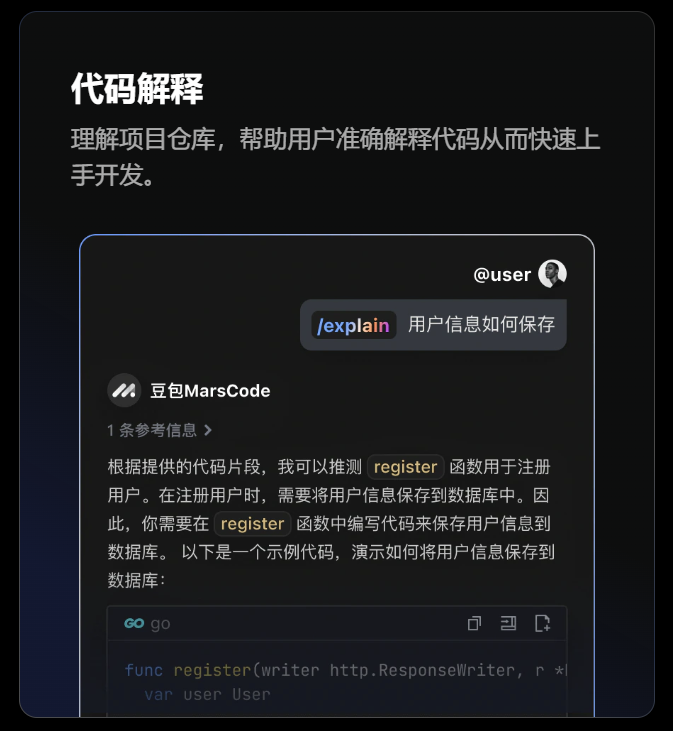 代码解释
理解项目仓库，帮助用户准确解释代码从而快速上
手开发。
@user
/explain 用户信息如何保存
豆包MarsCode
1 条参考信息
根据提供的代码片段，我可以推测 register 函数用于注册
用户。在注册用户时，需要将用户信息保存到数据库中。因
此，你需要在 register 函数中编写代码来保存用户信息到
数据库。 以下是一个示例代码，演示如何将用户信息保存到
数据库：
GO go
func register(writer http.ResponseWriter, r *
var user User